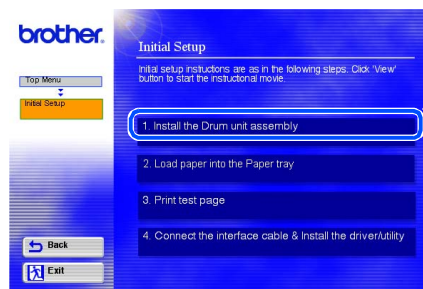 brother.
Top Menu
Initial Setup
Back
Exit
Initial Setup
Initial setup instructions are as in the following steps. Click 'View'
button to start the instructional movie.
1. Install the Drum unit assembly
2. Load paper into the Paper tray
3. Print test page
4. Connect the interface cable & Install the driver/utility